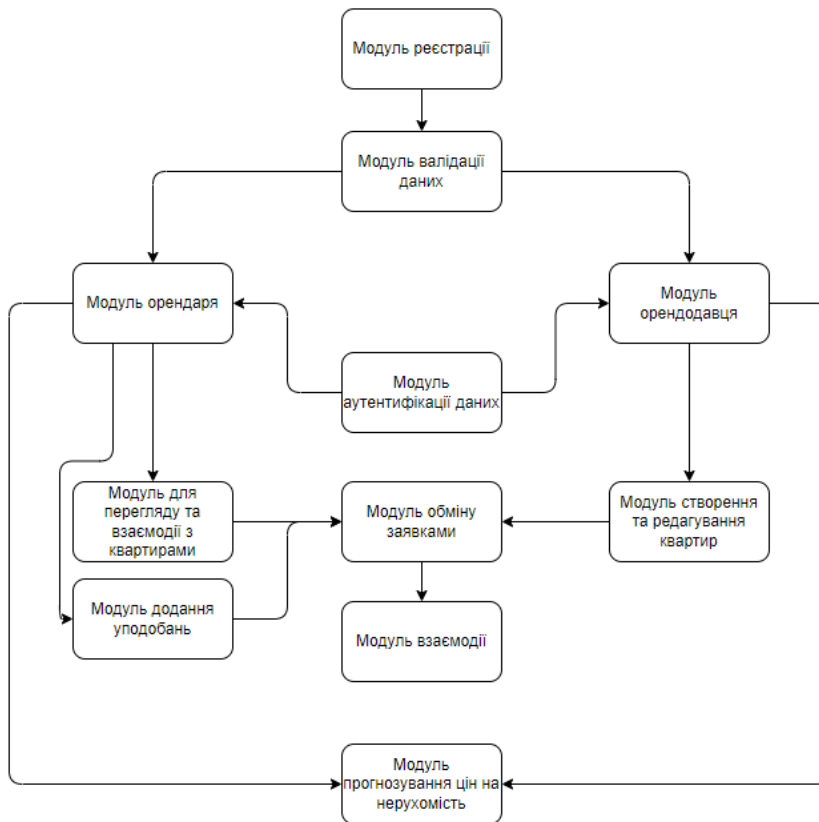 Модуль реєстрації
Модуль валідації
даних
Модуль орендаря
Модуль
орендодавця
Модуль
аутентифікації даних
Модуль для
перегляду та
взаємодії з
квартирами
Модуль обміну
заявками
Модуль створення
та редагування
квартир
Модуль додання
уподобань
Модуль взаємодії
Модуль
прогнозування цін на
нерухомість